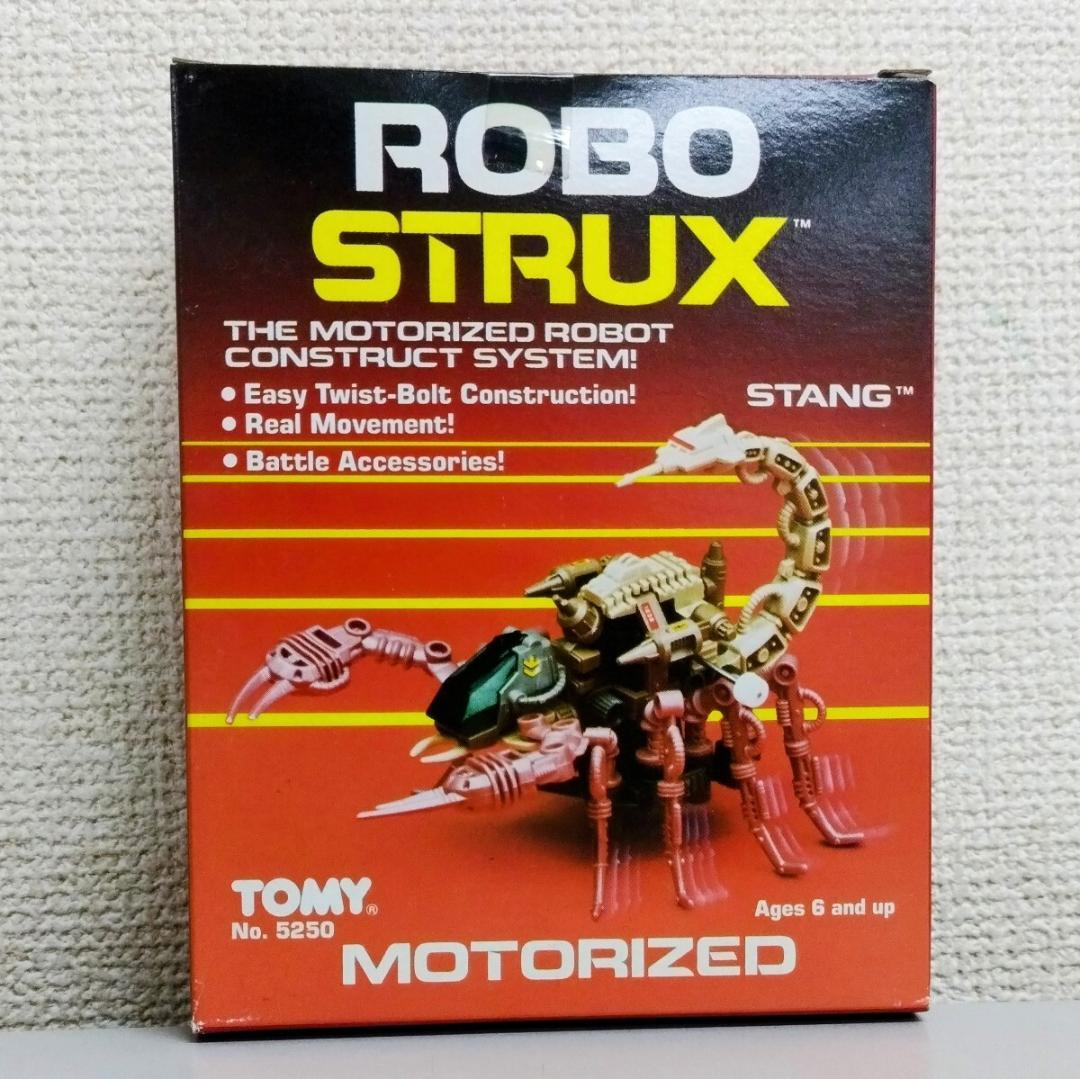 ROBO
STRUX™
THE MOTORIZED ROBOT
CONSTRUCT SYSTEM!
• Easy Twist-Bolt Construction!
• Real Movement!
• Battle Accessories!
STANG™
TOMY®
No. 5250
Ages 6 and up
MOTORIZED